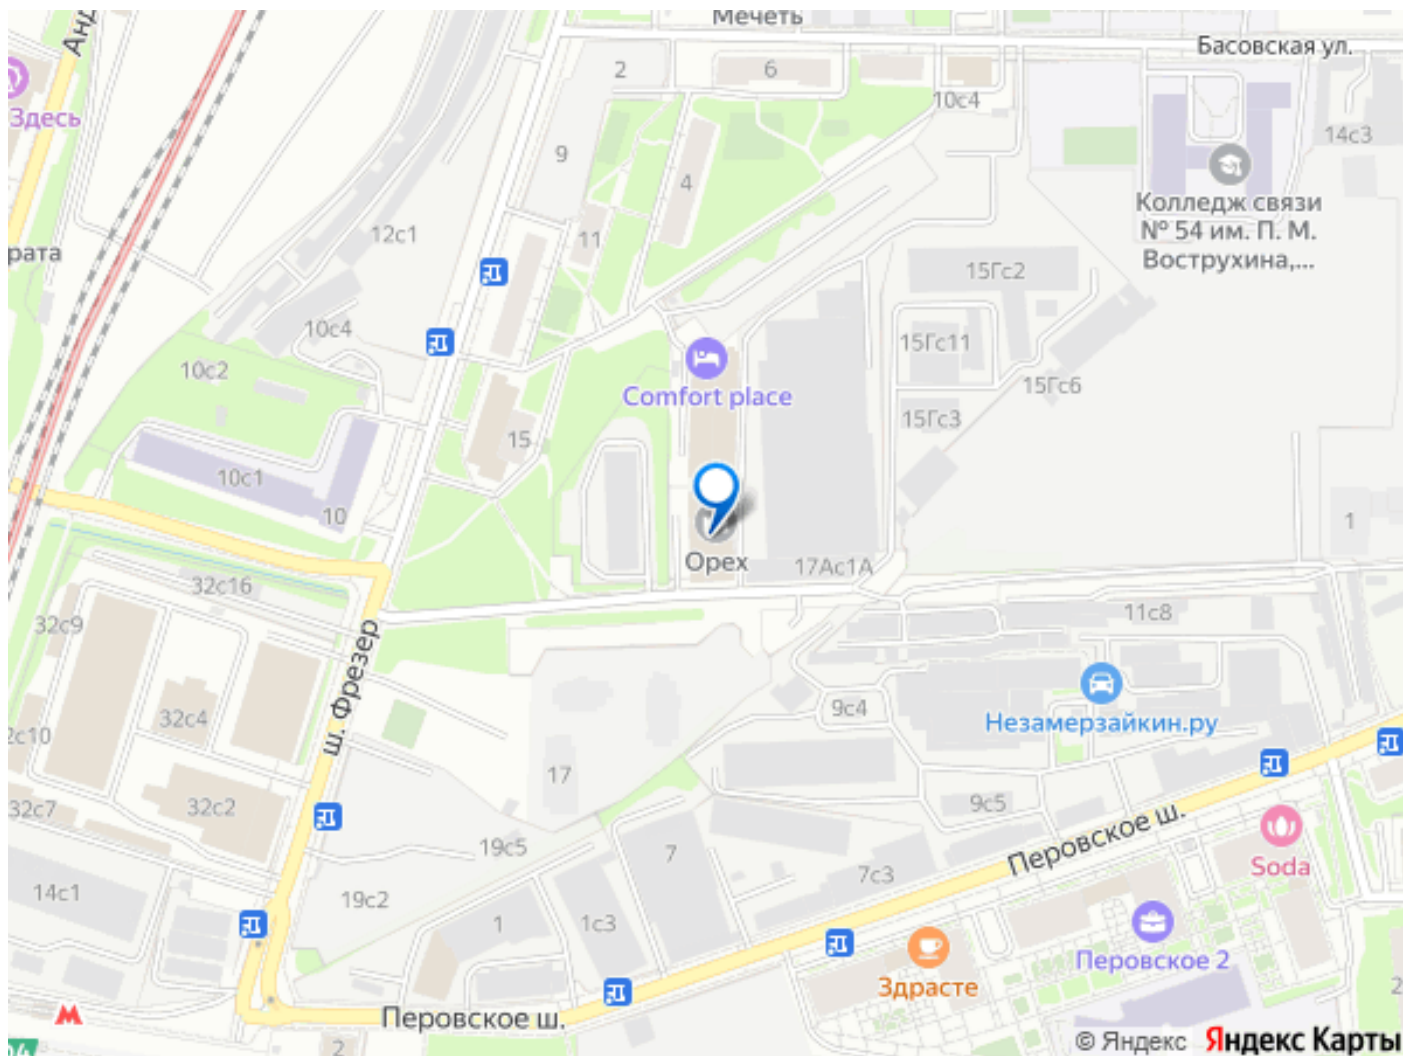 Мечеть
Басовская ул.
Анд
2
6
10с4
Здесь
14с3
9
4
Колледж связи
№ 54 им. П. М.
Вострухина,...
12с1
11
рата
15Гс2
10с4
15Гс11
10с2
15Гс6
Comfort place
15Гс3
15
10с1
10
1
Орех
17Ас1А
32с16
11с8
32с9
ш. Фрезер
9с4
32с4
Незамерзайкин.ру
2с10
17
32с7
32с2
9с5
Перовское ш.
19с5
7
Soda
7с3
14с1
19с2
1
1с3
Перовское 2
Здрасте
2
Перовское ш.
2
04
© Яндекс Яндекс Карты